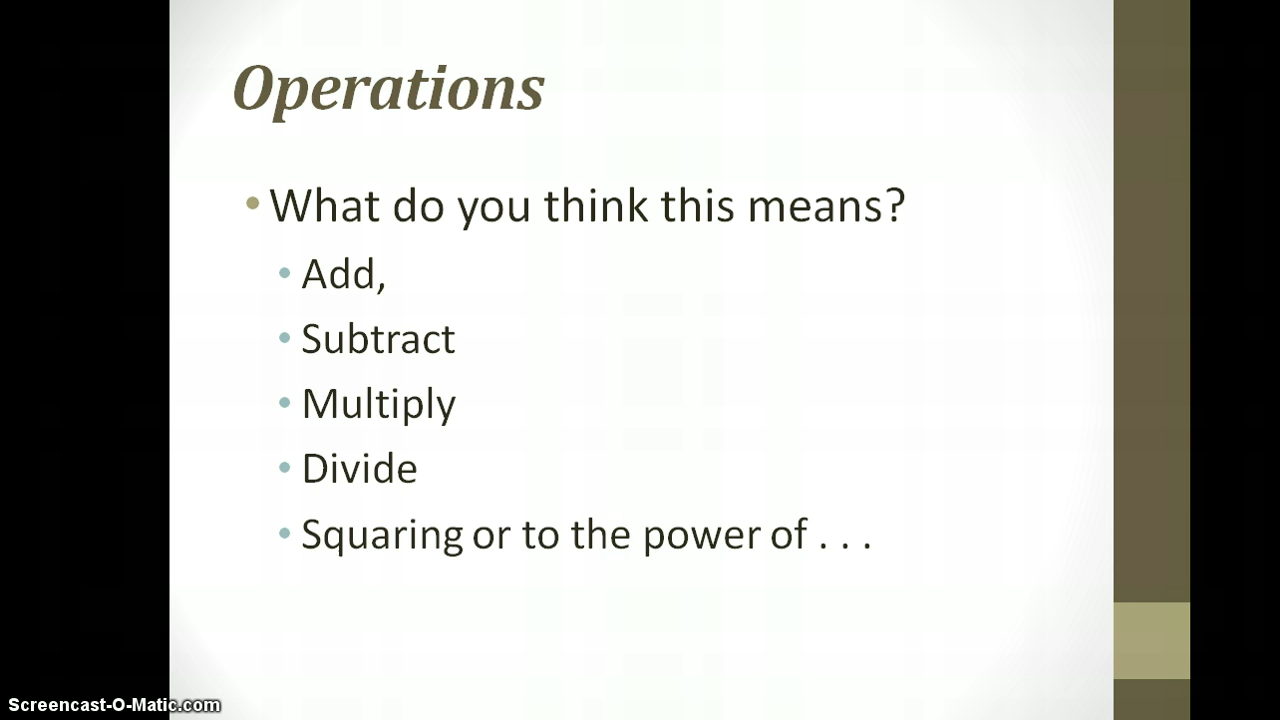 Operations
• What do you think this means?
• Add,
• Subtract
• Multiply
• Divide
• Squaring or to the power of . . .
Screencast-O-Matic.com